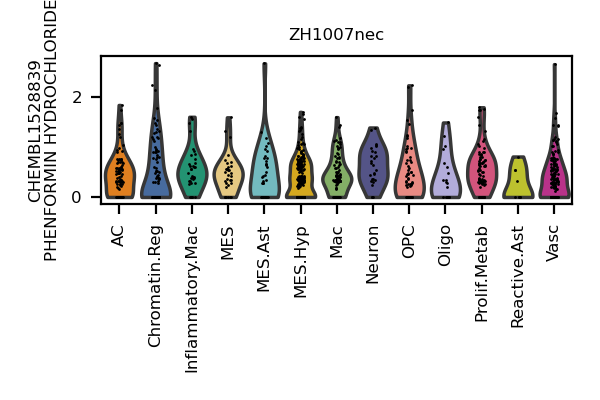 ZH1007nec
CHEMBL1528839
PHENFORMIN HYDROCHLORIDE
2
0
AC
Chromatin.Reg
Inflammatory.Mac
MES
MES.Ast
MES.Hyp
Mac
Neuron
OPC
Oligo
Prolif.Metab
Reactive.Ast
Vasc